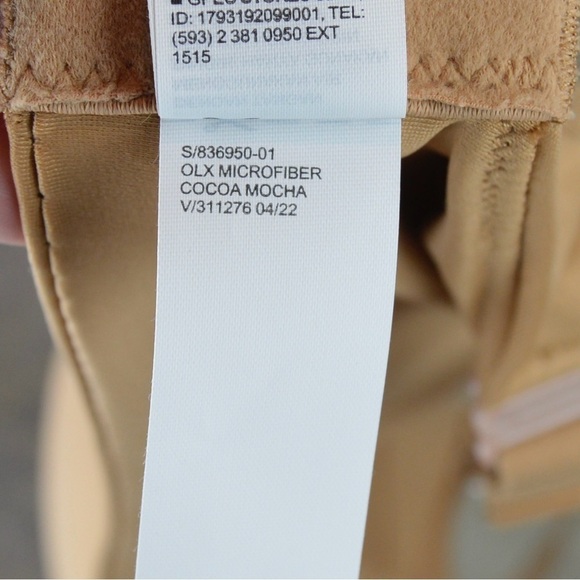 ID: 1793192099001, TEL:
(593) 2 381 0950 EXT
1515
S/836950-01
OLX MICROFIBER
COCOA MOCHA
V/311276 04/22